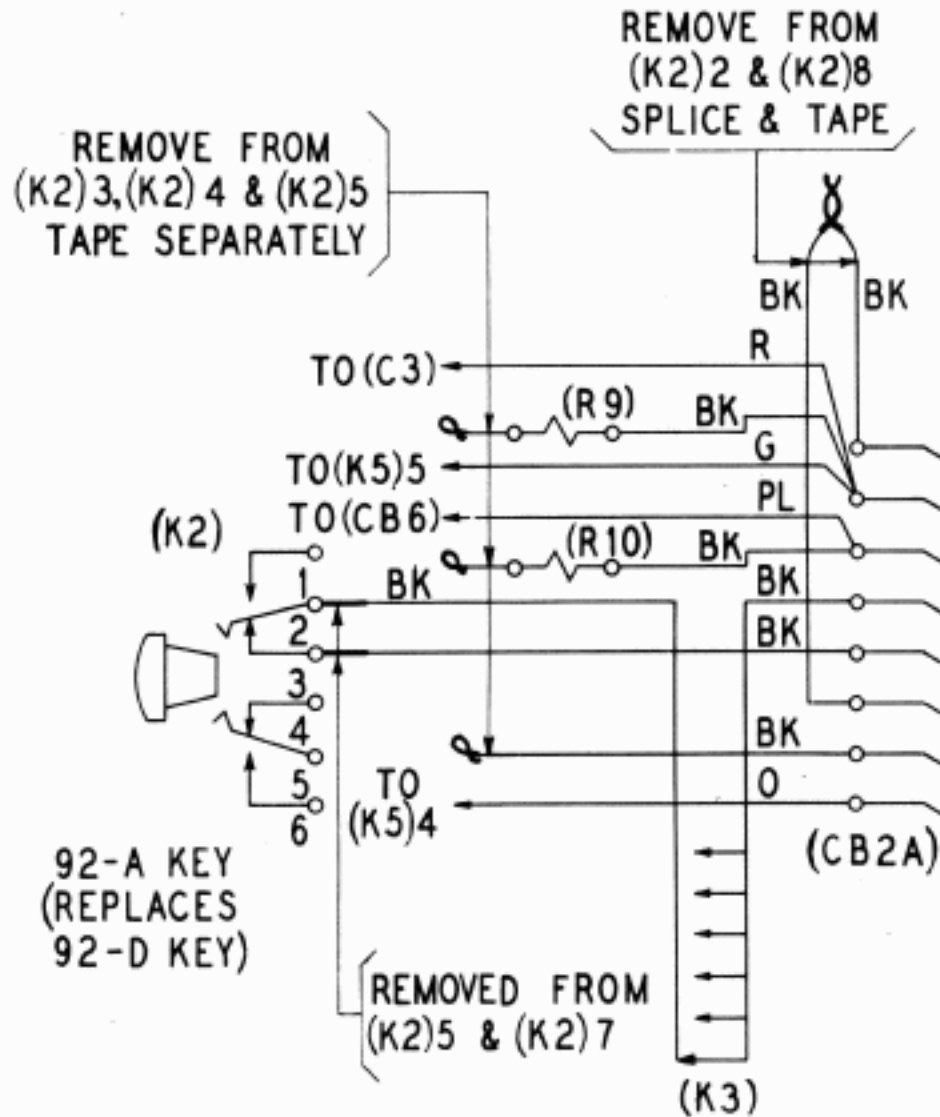 REMOVE FROM
(K2)2 & (K2)8
SPLICE & TAPE
REMOVE FROM
(K2)3,(K2)4 & (K2)5
TAPE SEPARATELY
BK
BK
R
TO(C3)
(R9)
BK
G
TO(K5)5
PL
TO(CB6)
(K2)
(R10)
BK
1
BK
BK
2
BK
3
4
BK
5
TO
(K5)4
O
6
(CB2A)
92-A KEY
(REPLACES
92-D KEY)
REMOVED FROM
(K2)5 & (K2)7
(K3)